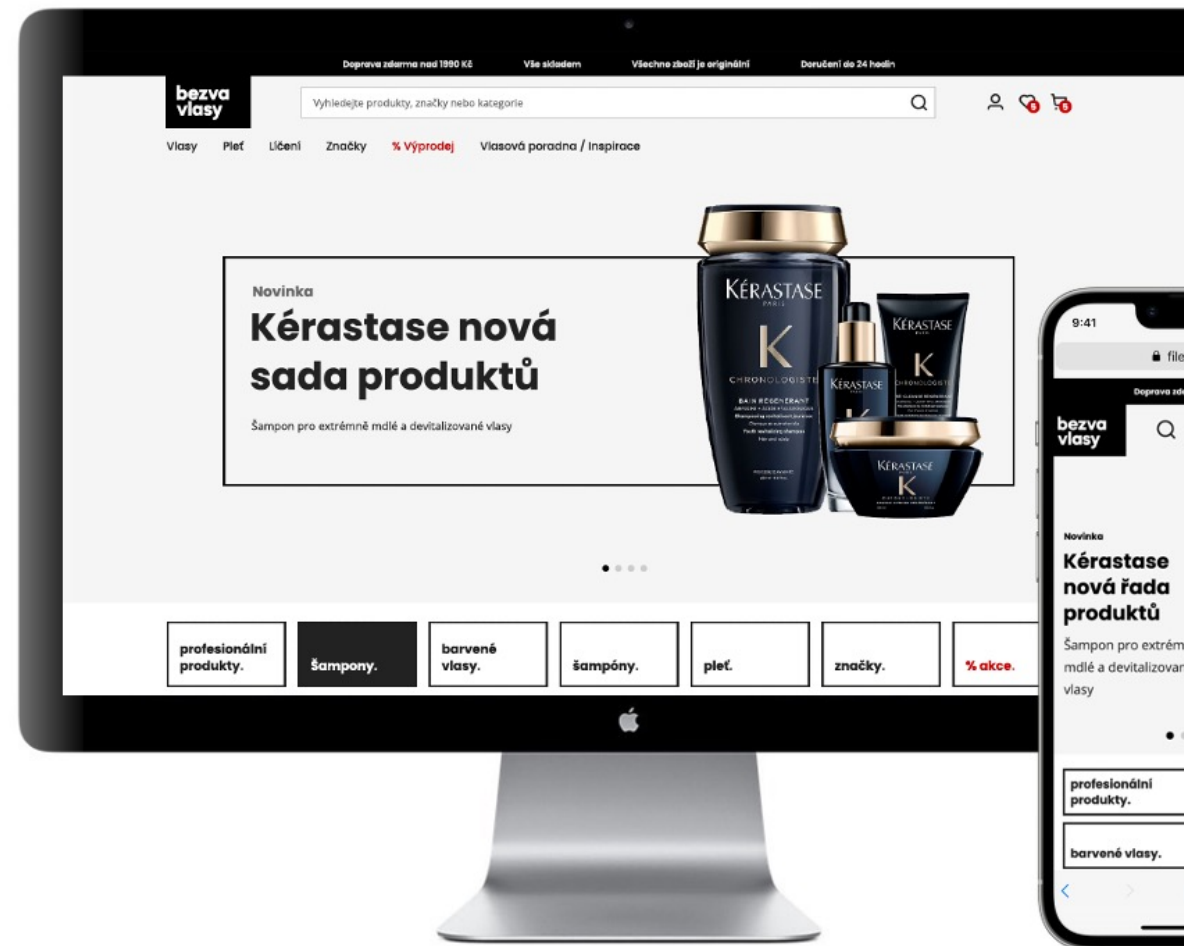 Doprava zdarma nad 1990 Kč
Vše skladem
Všechno zboží je originální
Doručení do 24 hodin
bezva
vlasy
Vyhledejte produkty, značky nebo kategorie
5
5
Vlasy
Pleť
Líčení
Značky
% Výprodej
Vlasová poradna / Inspirace
Novinka
Kérastase nová
sada produktů
Šampon pro extrémně mdlé a devitalizované vlasy
KÉRASTASE
PARIS
K
CHRONOLOGISTE
BAIN RÉGÉNÉRANT
KÉRASTASE
K
KÉRASTASE
K
CHRONOLOGISTE
KÉRASTASE
K
profesionální
produkty.
Šampony.
barvené
vlasy.
šampóny.
pleť.
značky.
% akce.
9:41
file
Doprava zda
bezva
vlasy
Novinka
Kérastase
nová řada
produktů
Šampon pro extrém
mdlé a devitalizovan
vlasy
profesionální
produkty.
barvené vlasy.